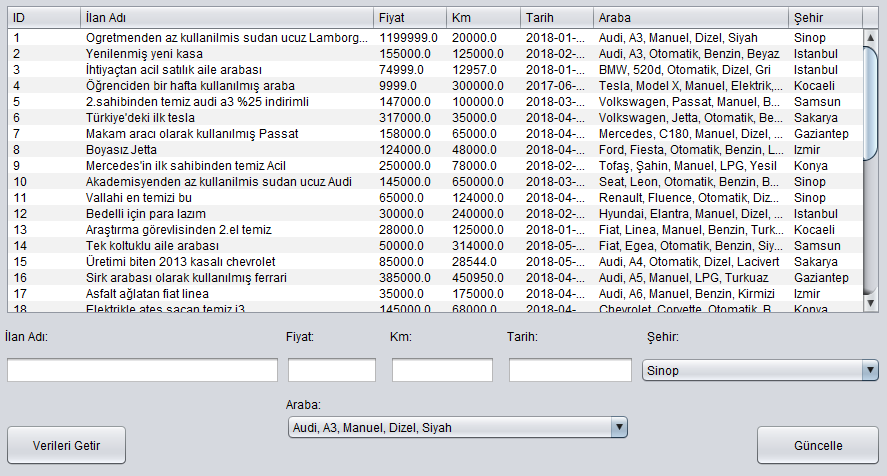 ID İlan Adı Fiyat Km Tarih Araba Şehir
1 Ogretmenden az kullanilmis sudan ucuz Lamborg... 1199999.0 20000.0 2018-01-... Audi, A3, Manuel, Dizel, Siyah Sinop
2 Yenilenmiş yeni kasa 155000.0 125000.0 2018-02-... Audi, A3, Otomatik, Benzin, Beyaz Istanbul
3 İhtiyaçtan acil satılık aile arabası 74999.0 12957.0 2018-01-... BMW, 520d, Otomatik, Dizel, Gri Istanbul
4 Öğrenciden bir hafta kullanılmış araba 9999.0 300000.0 2017-06-... Tesla, Model X, Manuel, Elektrik,... Kocaeli
5 2.sahibinden temiz audi a3 %25 indirimli 147000.0 100000.0 2018-03-... Volkswagen, Passat, Manuel, B... Samsun
6 Türkiye'deki ilk tesla 317000.0 35000.0 2018-04-... Volkswagen, Jetta, Otomatik, Be... Sakarya
7 Makam aracı olarak kullanılmış Passat 158000.0 65000.0 2018-04-... Mercedes, C180, Manuel, Dizel,... Gaziantep
8 Boyasız Jetta 124000.0 48000.0 2018-04-... Ford, Fiesta, Otomatik, Benzin, L... Izmir
9 Mercedes'in ilk sahibinden temiz Acil 250000.0 78000.0 2018-02-... Tofaş, Şahin, Manuel, LPG, Yesil Konya
10 Akademisyenden az kullanilmis sudan ucuz Audi 145000.0 650000.0 2018-03-... Seat, Leon, Otomatik, Benzin, B... Sinop
11 Vallahi en temizi bu 65000.0 124000.0 2018-04-... Renault, Fluence, Otomatik, Diz... Sinop
12 Bedelli için para lazım 30000.0 240000.0 2018-02-... Hyundai, Elantra, Manuel, Dizel, ... Istanbul
13 Araştırma görevlisinden 2.el temiz 28000.0 125000.0 2018-01-... Fiat, Linea, Manuel, Benzin, Turk... Kocaeli
14 Tek koltuklu aile arabası 50000.0 314000.0 2018-05-... Fiat, Egea, Otomatik, Benzin, Siy... Samsun
15 Üretimi biten 2013 kasalı chevrolet 85000.0 28544.0 2018-05-... Audi, A4, Otomatik, Dizel, Lacivert Sakarya
16 Sirk arabası olarak kullanılmış ferrari 385000.0 450950.0 2018-04-... Audi, A5, Manuel, LPG, Turkuaz Gaziantep
17 Asfalt ağlatan fiat linea 35000.0 175000.0 2018-04-... Audi, A6, Manuel, Benzin, Kirmizi Izmir
18 Elektrikle ateş saçan temiz i3 145000.0 68000.0 2018-04-... Chevrolet, Corvette, Otomatik, B... Konya
İlan Adı: Fiyat: Km: Tarih: Şehir:
Sinop
Araba:
Audi, A3, Manuel, Dizel, Siyah
Verileri Getir Güncelle